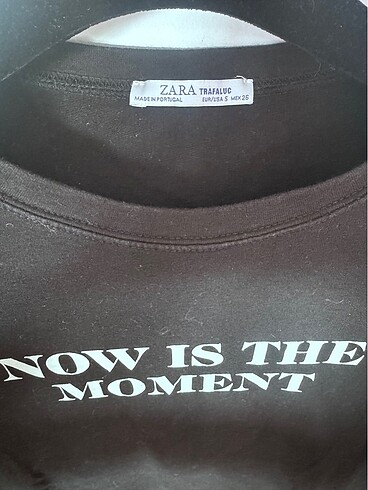 ZARA TRAFALUC
MADE IN PORTUGAL EUR/USA S MEX 26
NOW IS THE
MOMENT